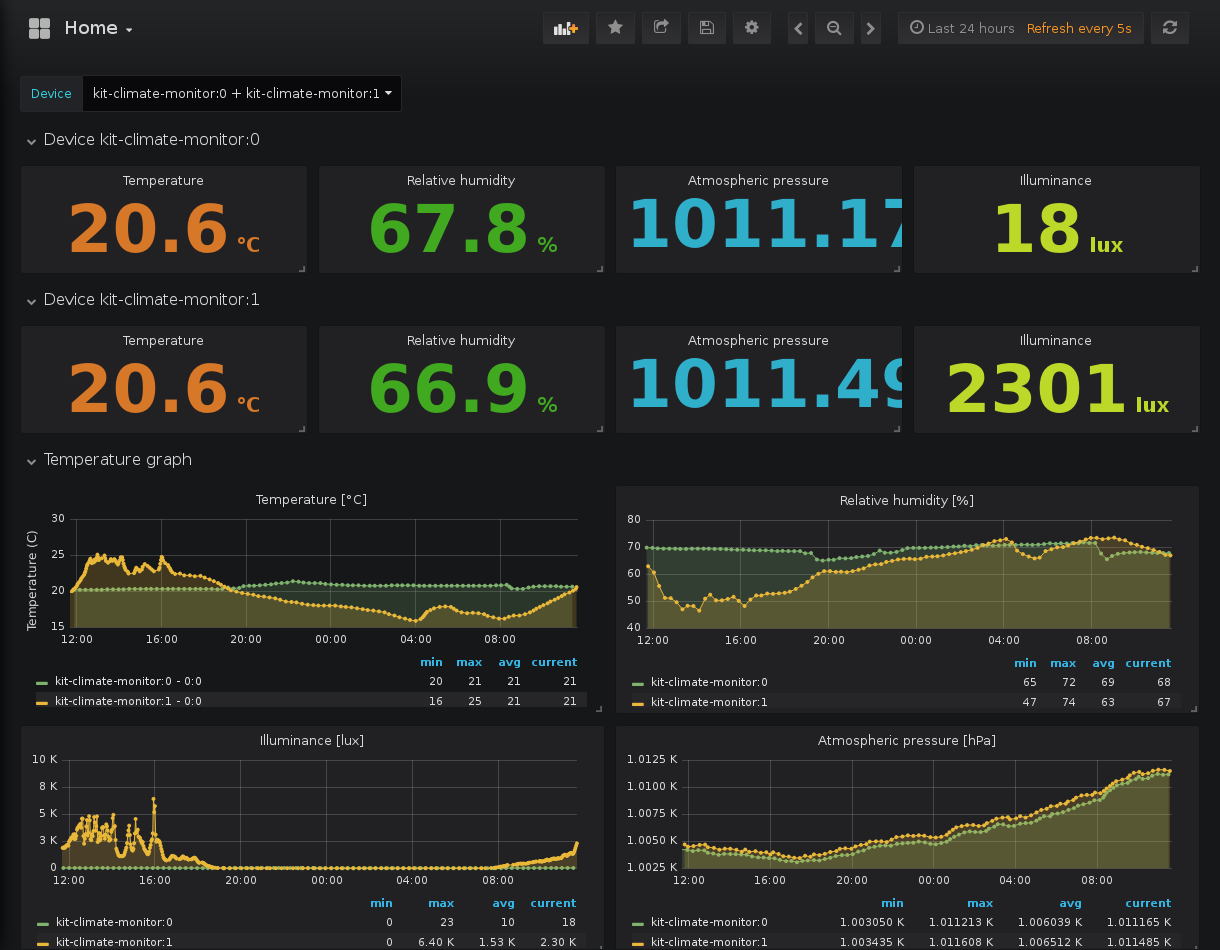 Home
Last 24 hours Refresh every 5s
Device kit-climate-monitor:0 + kit-climate-monitor:1
Device kit-climate-monitor:0
Temperature Relative humidity Atmospheric pressure Illuminance
20.6 °C 67.8 % 1011.17 18 lux
Device kit-climate-monitor:1
Temperature Relative humidity Atmospheric pressure Illuminance
20.6 °C 66.9 % 1011.49 2301 lux
Temperature graph
Temperature [°C]
Temperature (C)
30
25
20
15
12:00 16:00 20:00 00:00 04:00 08:00
min max avg current
kit-climate-monitor:0 - 0:0 20 21 21 21
kit-climate-monitor:1 - 0:0 16 25 21 21
Relative humidity [%]
80
70
60
50
40
12:00 16:00 20:00 00:00 04:00 08:00
min max avg current
kit-climate-monitor:0 65 72 69 68
kit-climate-monitor:1 47 74 63 67
Illuminance [lux]
10 K
8 K
5 K
3 K
0
12:00 16:00 20:00 00:00 04:00 08:00
min max avg current
kit-climate-monitor:0 0 23 10 18
kit-climate-monitor:1 0 6.40 K 1.53 K 2.30 K
Atmospheric pressure [hPa]
1.0125 K
1.0100 K
1.0075 K
1.0050 K
1.0025 K
12:00 16:00 20:00 00:00 04:00 08:00
min max avg current
kit-climate-monitor:0 1.003050 K 1.011213 K 1.006039 K 1.011165 K
kit-climate-monitor:1 1.003435 K 1.011608 K 1.006512 K 1.011485 K